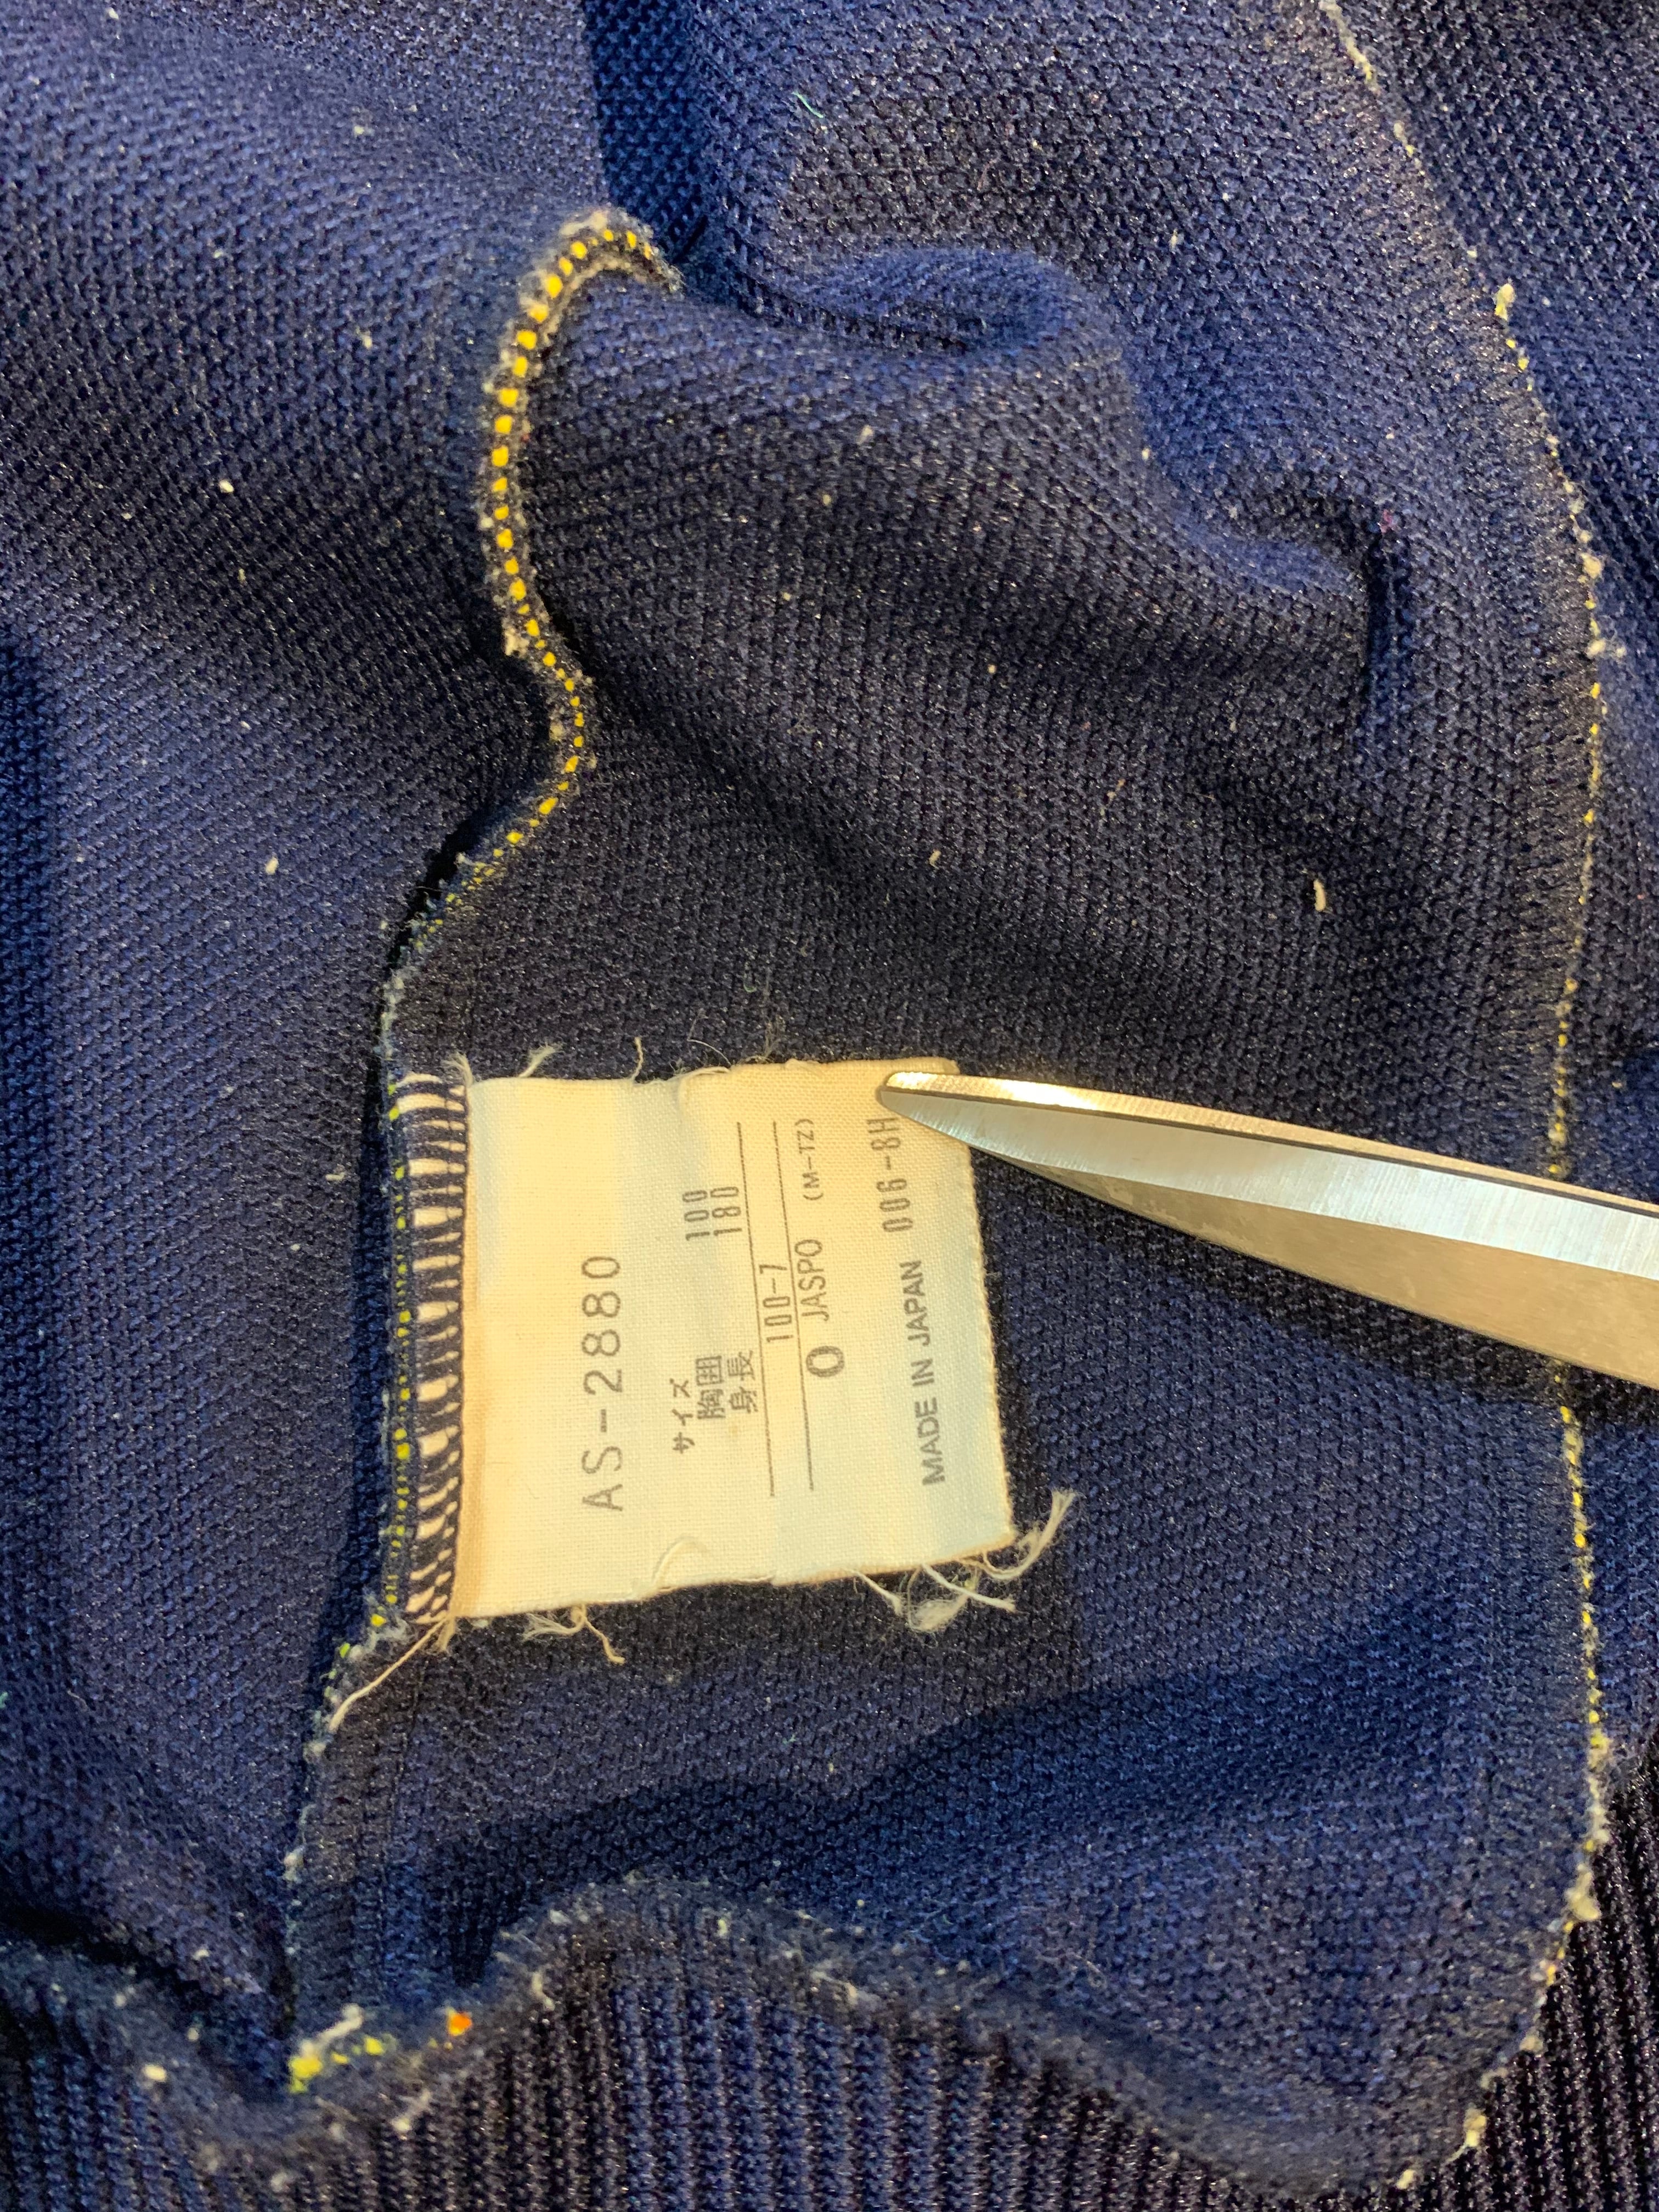 AS-2880
サイズ
胸囲 100
身長 180
100-7
O JASPO (M-TZ)
MADE IN JAPAN 006-8H